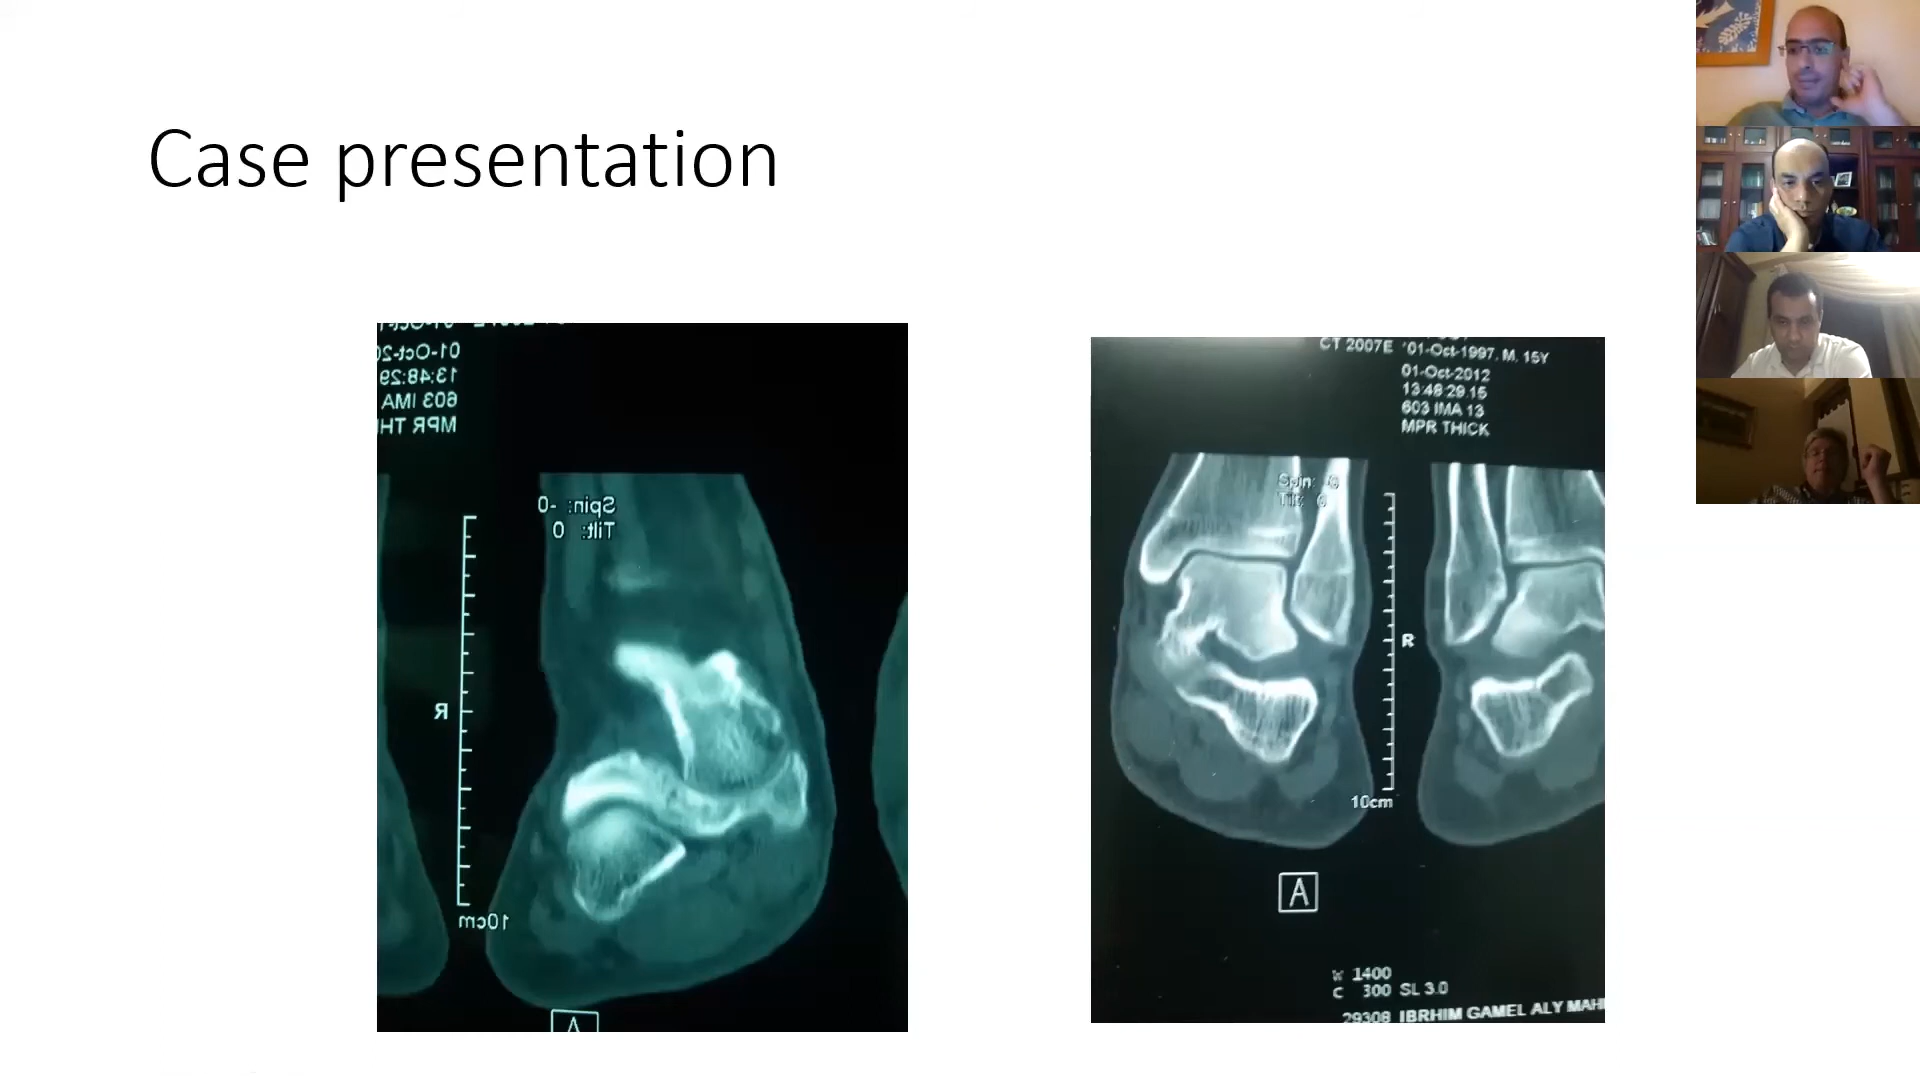 Case presentation
01-Oct-20
13:48:29
603 IMA
MPR TH
Spin: -0
Tilt: 0
R
10cm
A
CT 2007E '01-Oct-1997, M, 15Y
01-Oct-2012
13:48:29.15
603 IMA 13
MPR THICK
Spin:
Tilt: 0
R
10cm
A
W 1400
C 300 SL 3.0
29308 IBRHIM GAMEL ALY MAH